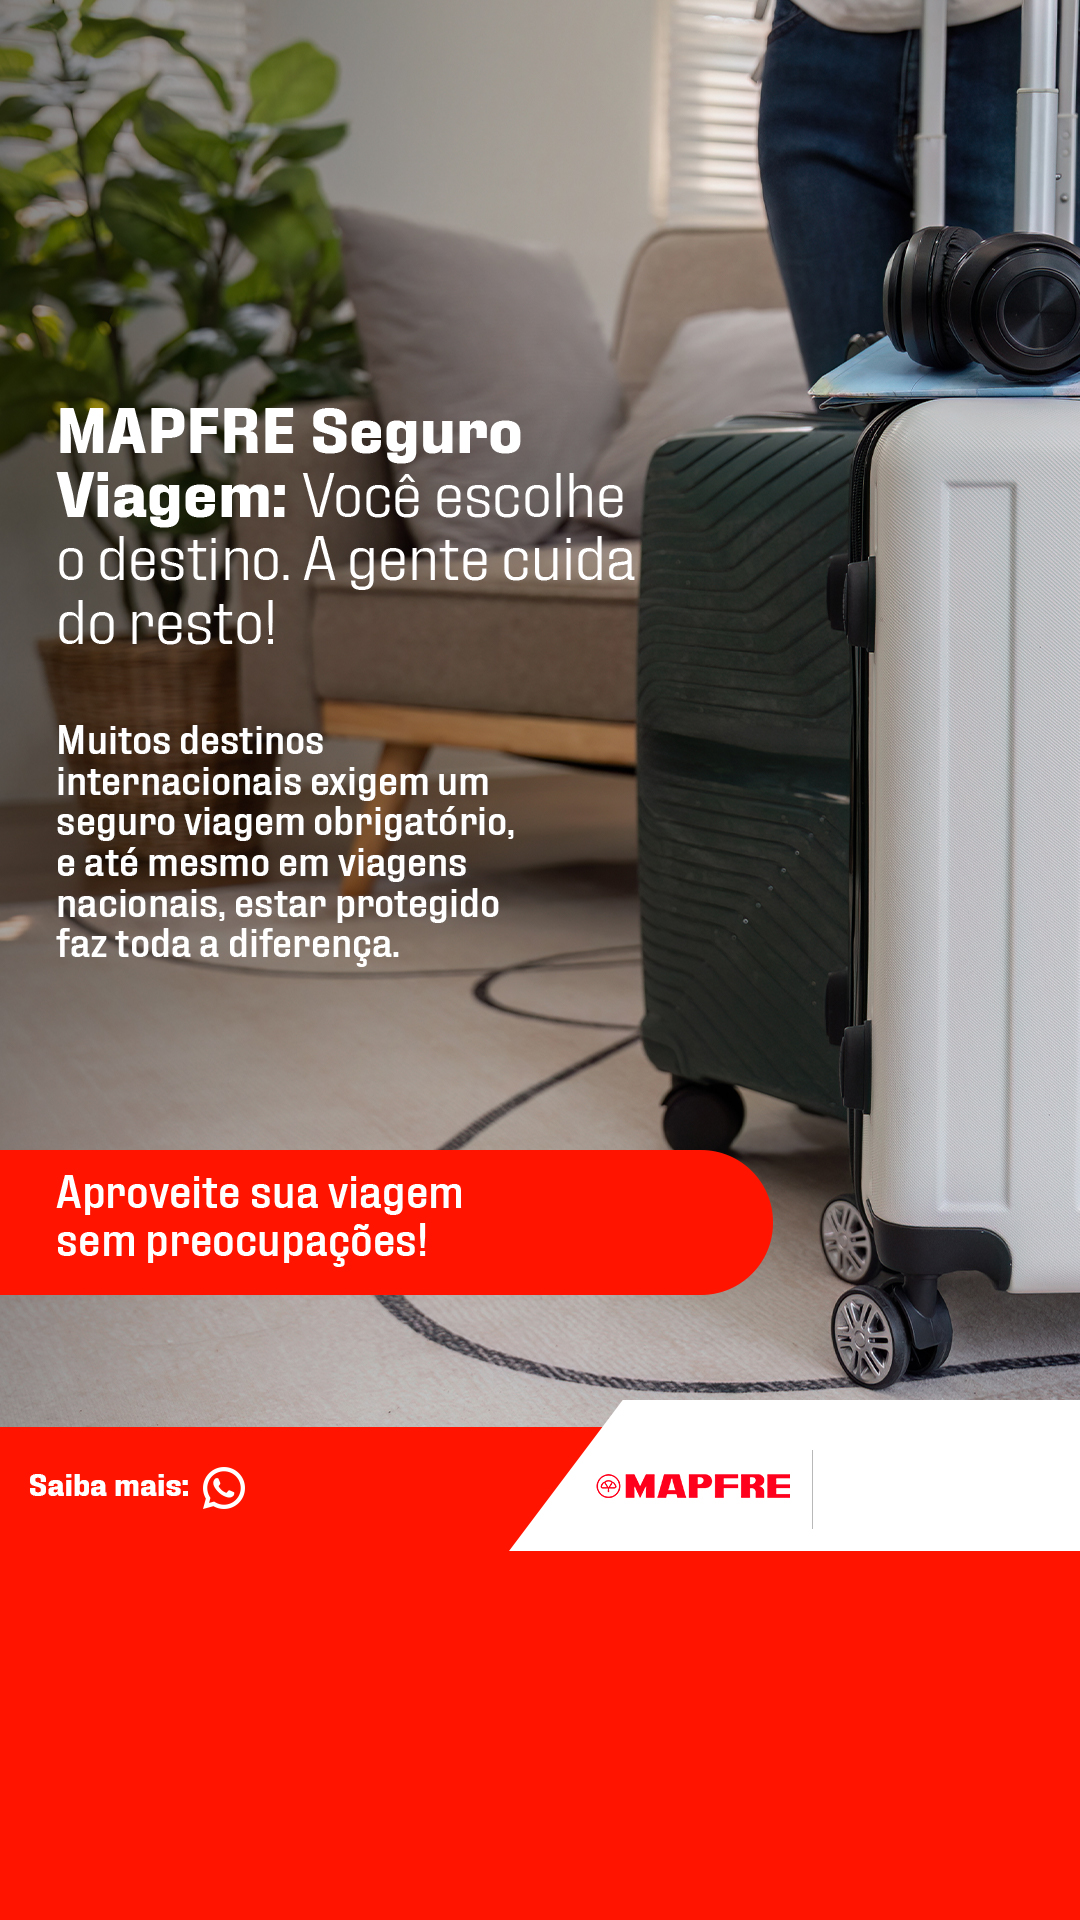 MAPFRE Seguro
Viagem: Você escolhe
o destino. A gente cuida
do resto!
Muitos destinos
internacionais exigem um
seguro viagem obrigatório,
e até mesmo em viagens
nacionais, estar protegido
faz toda a diferença.
Aproveite sua viagem
sem preocupações!
Saiba mais:
MAPFRE